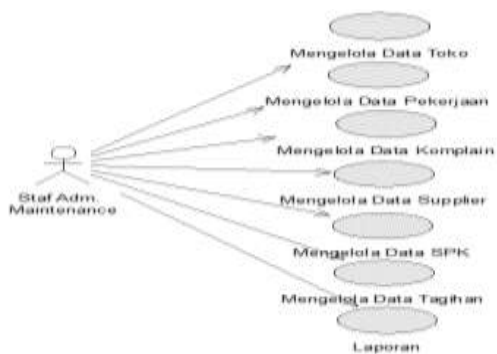 Mengelola Data Toko
Mengelola Data Pekerjaan
Mengelola Data Komplain
Staf Adm.
Maintenance
Mengelola Data Supplier
Mengelola Data SPK
Mengelola Data Tagihan
Laporan